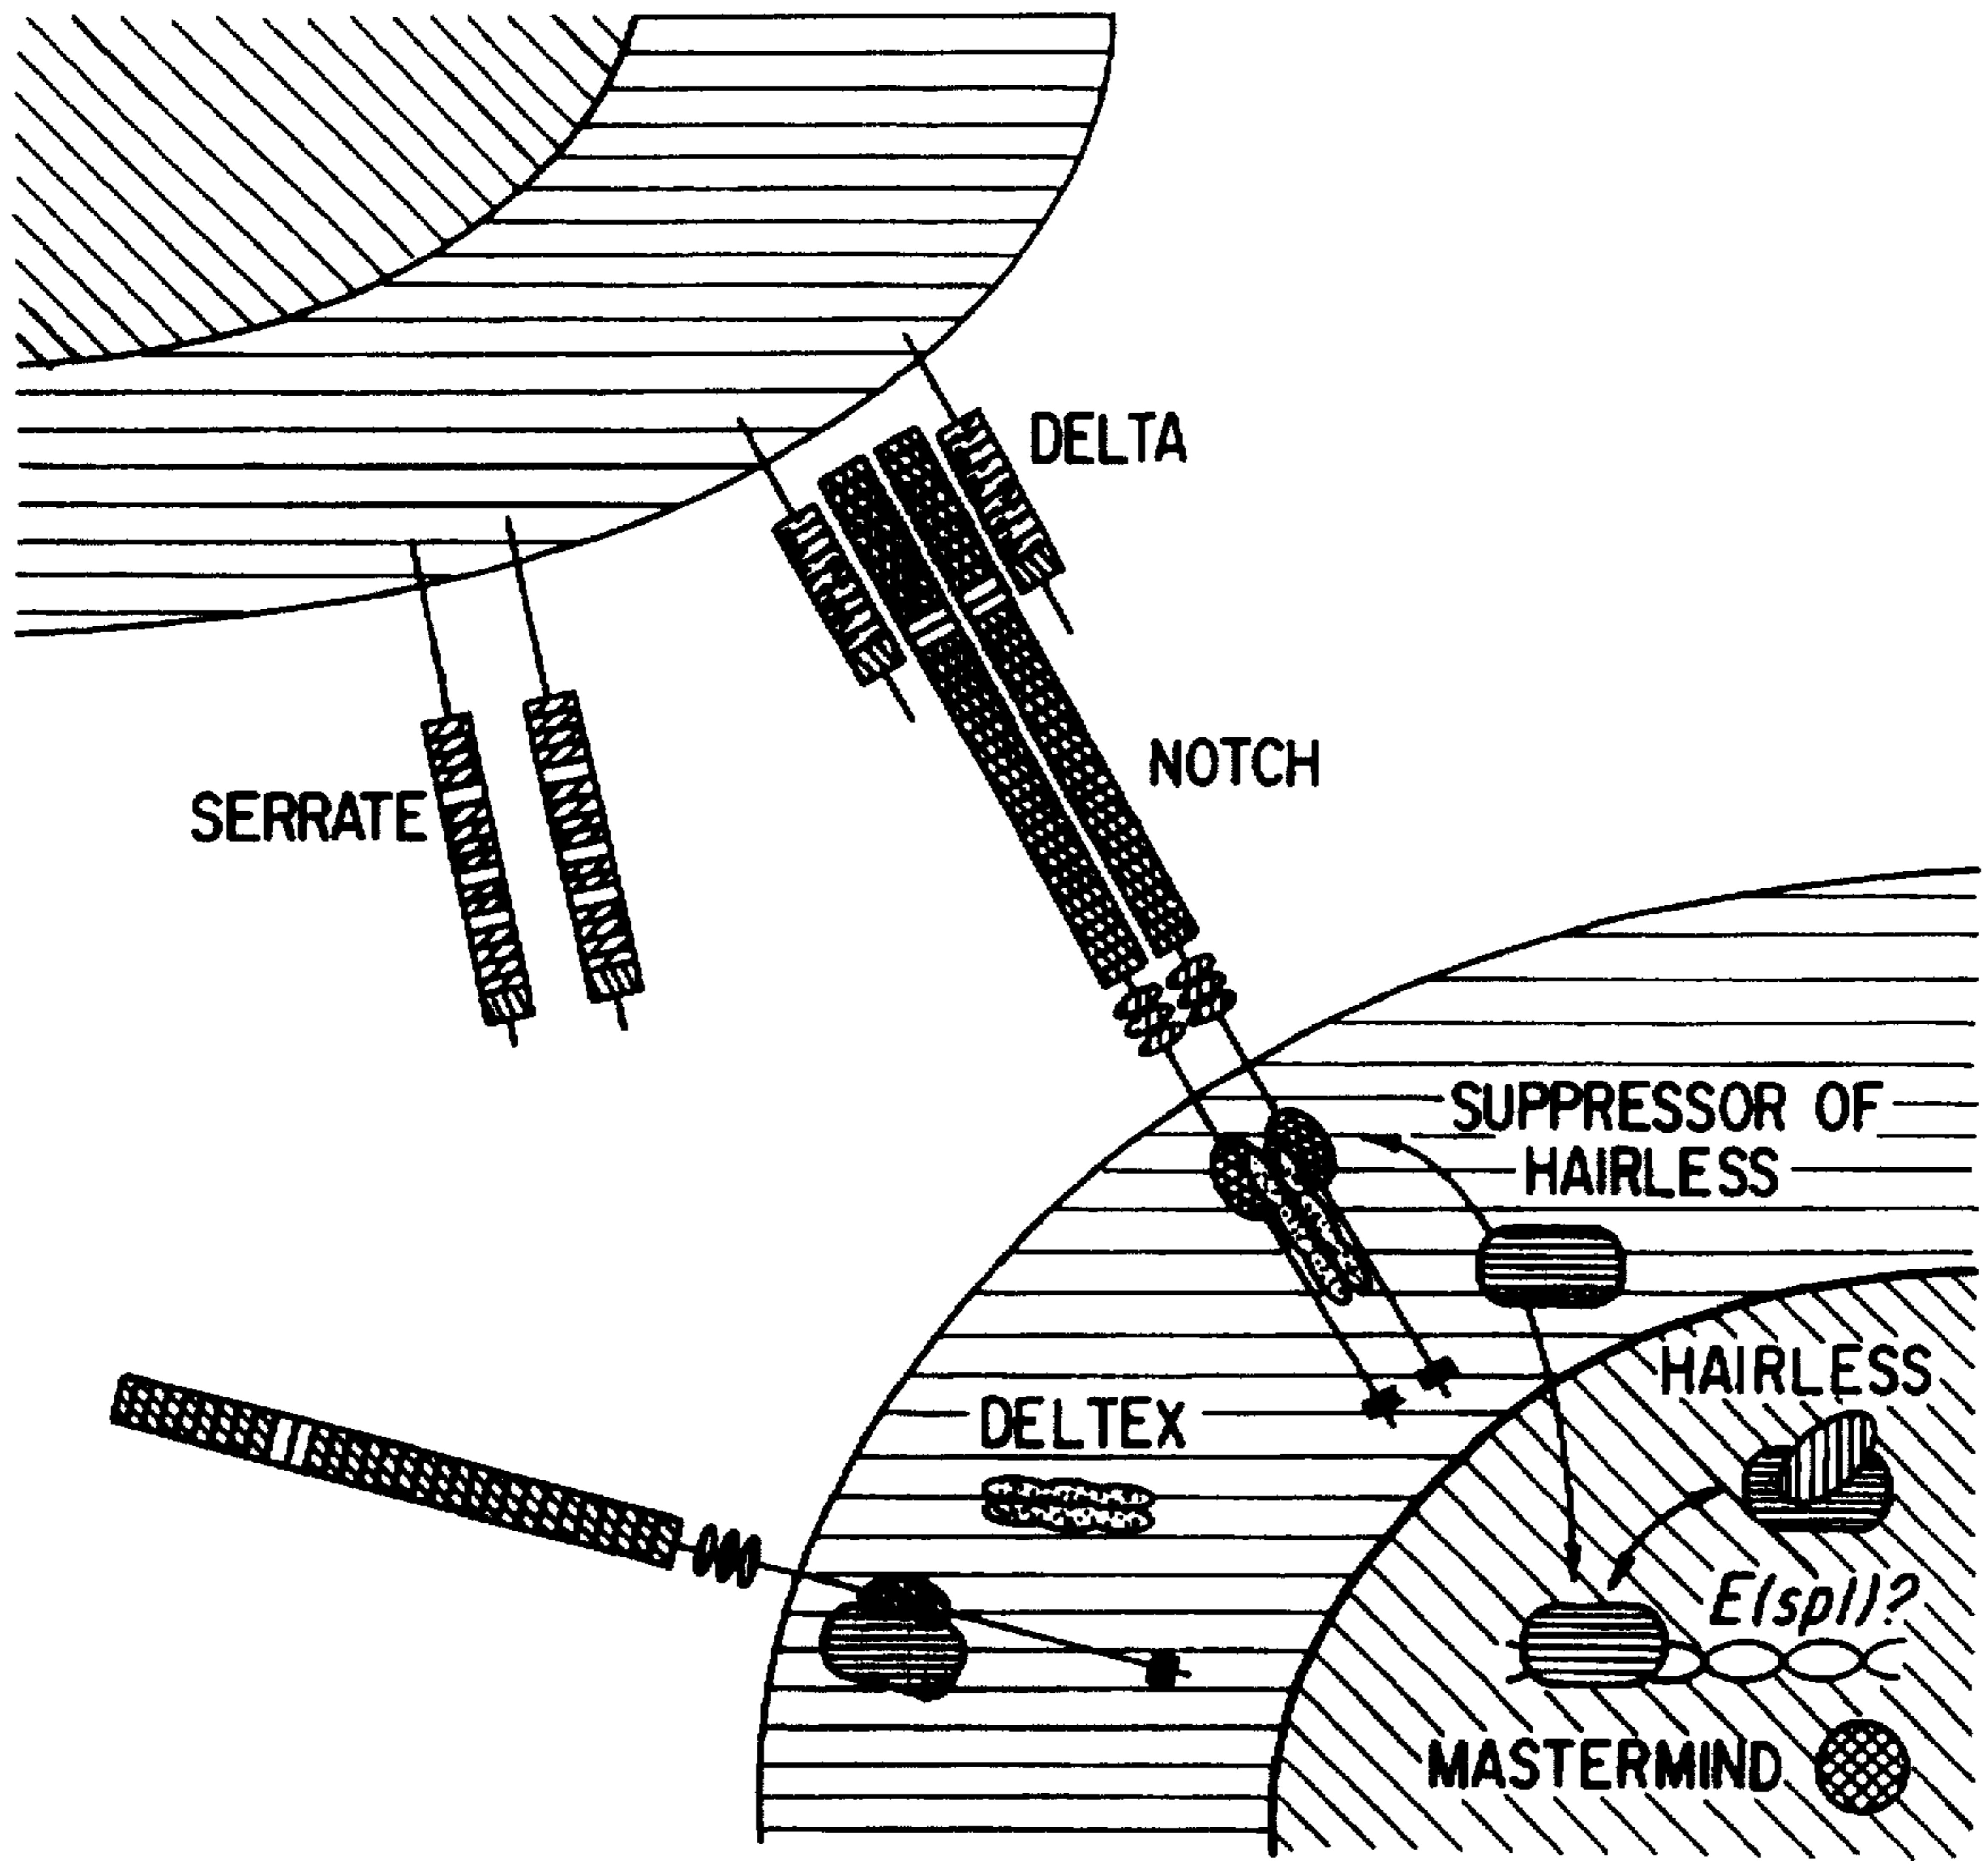 DELTA
NOTCH
SERRATE
SUPPRESSOR OF
HAIRLESS
HAIRLESS
DELTEX
E(spl)?
MASTERMIND